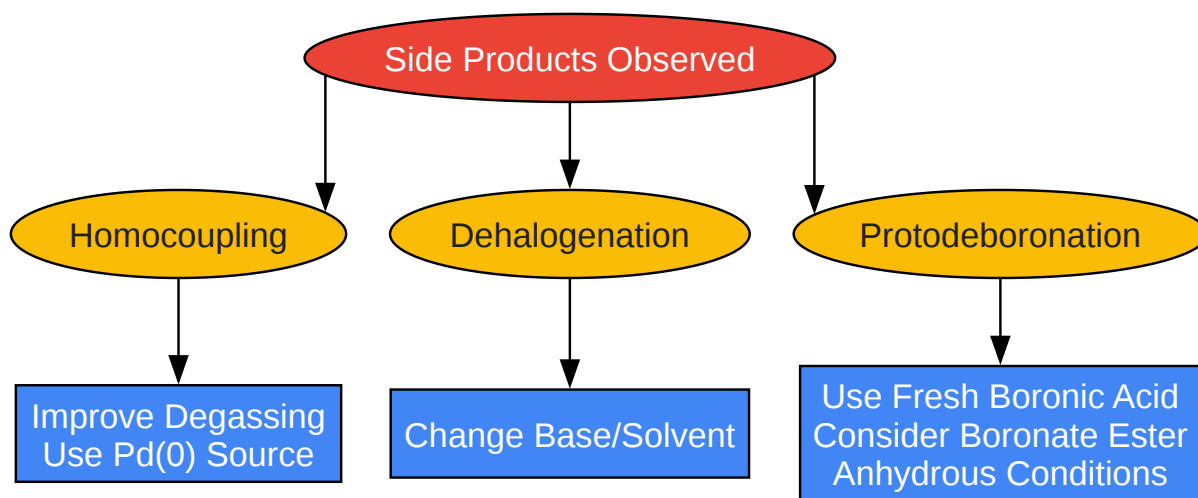 Side Products Observed
Homocoupling
Dehalogenation
Protodeboronation
Improve Degassing
Use Pd(0) Source
Change Base/Solvent
Use Fresh Boronic Acid
Consider Boronate Ester
Anhydrous Conditions